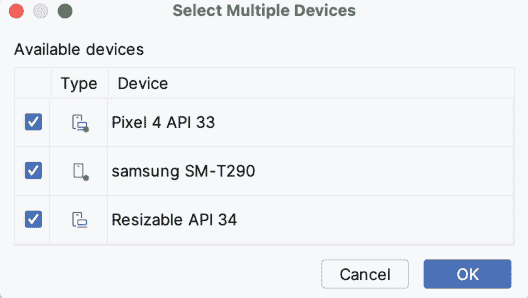 Select Multiple Devices
Available devices
Type Device
Pixel 4 API 33
samsung SM-T290
Resizable API 34
Cancel OK